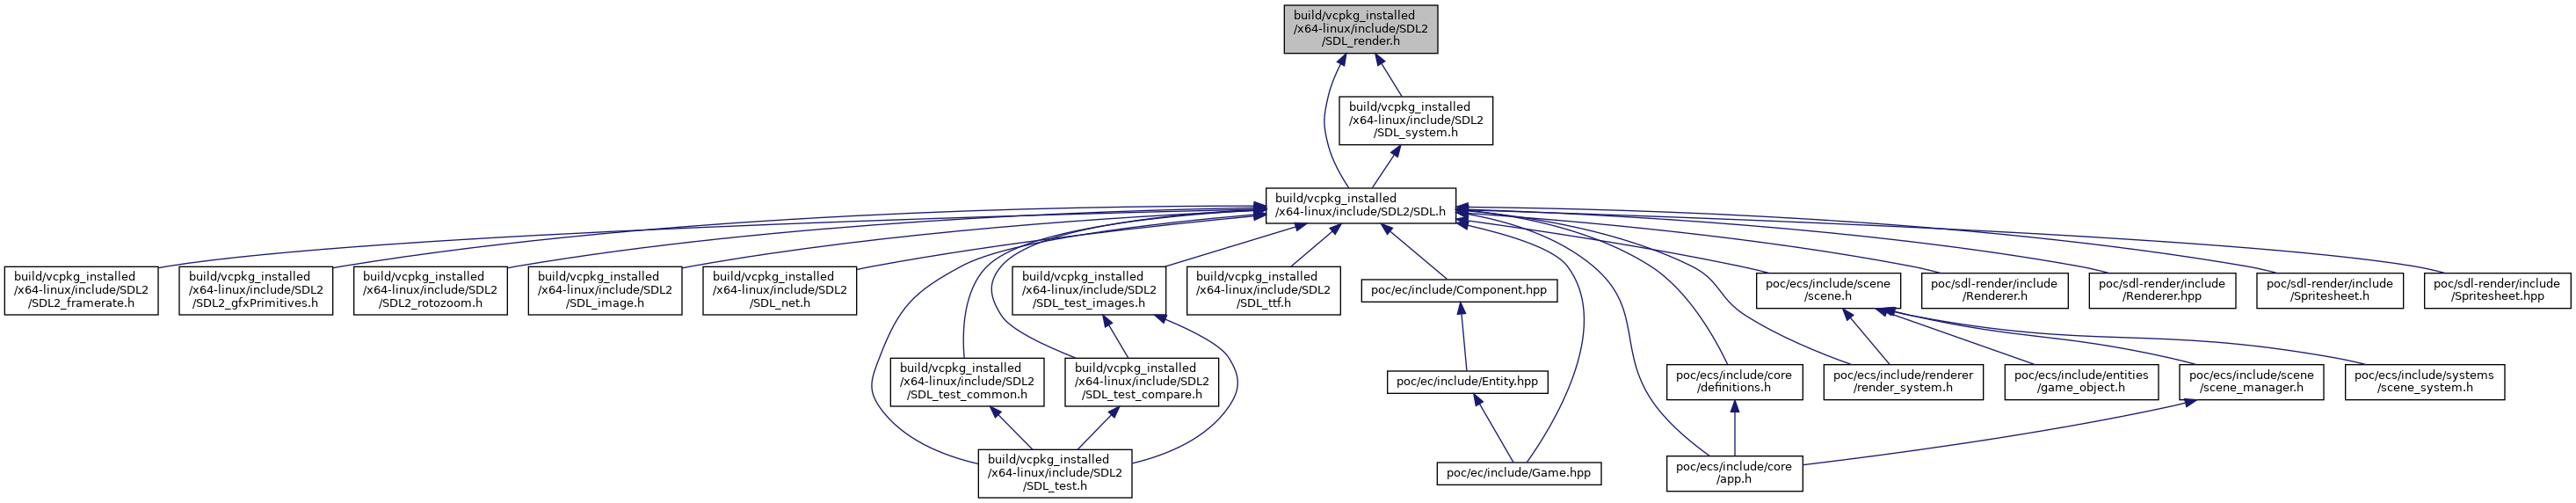 build/vcpkg_installed
/x64-linux/include/SDL2
/SDL_render.h
build/vcpkg_installed
/x64-linux/include/SDL2
/SDL_system.h
build/vcpkg_installed
/x64-linux/include/SDL2/SDL.h
build/vcpkg_installed
/x64-linux/include/SDL2
/SDL2_framerate.h
build/vcpkg_installed
/x64-linux/include/SDL2
/SDL2_gfxPrimitives.h
build/vcpkg_installed
/x64-linux/include/SDL2
/SDL2_rotozoom.h
build/vcpkg_installed
/x64-linux/include/SDL2
/SDL_image.h
build/vcpkg_installed
/x64-linux/include/SDL2
/SDL_net.h
build/vcpkg_installed
/x64-linux/include/SDL2
/SDL_test_images.h
build/vcpkg_installed
/x64-linux/include/SDL2
/SDL_ttf.h
poc/ec/include/Component.hpp
poc/ecs/include/scene
/scene.h
poc/sdl-render/include
/Renderer.h
poc/sdl-render/include
/Renderer.hpp
poc/sdl-render/include
/Spritesheet.h
poc/sdl-render/include
/Spritesheet.hpp
build/vcpkg_installed
/x64-linux/include/SDL2
/SDL_test_common.h
build/vcpkg_installed
/x64-linux/include/SDL2
/SDL_test_compare.h
poc/ec/include/Entity.hpp
poc/ecs/include/core
/definitions.h
poc/ecs/include/renderer
/render_system.h
poc/ecs/include/entities
/game_object.h
poc/ecs/include/scene
/scene_manager.h
poc/ecs/include/systems
/scene_system.h
build/vcpkg_installed
/x64-linux/include/SDL2
/SDL_test.h
poc/ec/include/Game.hpp
poc/ecs/include/core
/app.h